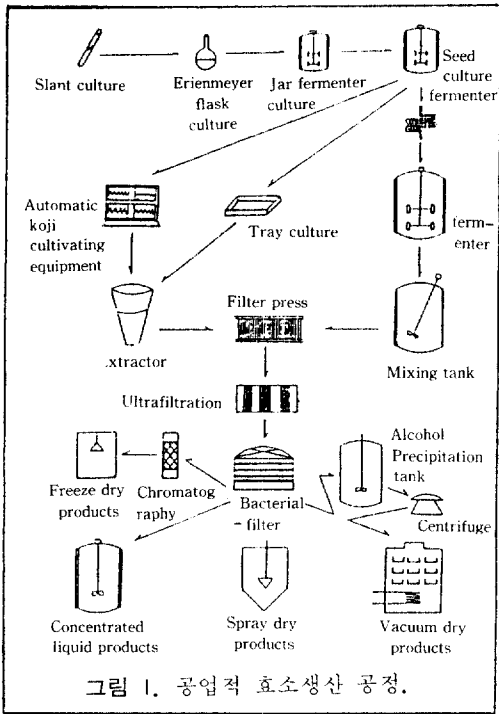 Slant culture
Erienmeyer
flask
culture
Jar fermenter
culture
Seed
culture
fermenter
Automatic
koji
cultivating
equipment
Tray culture
ferm-
enter
.xtractor
Filter press
Mixing tank
Ultrafiltration
Freeze dry
products
Chromatog
raphy
Bacterial
-filter
Alcohol
Precipitation
tank
Centrifuge
Concentrated
liquid products
Spray dry
products
Vacuum dry
products
그림 1. 공업적 효소생산 공정.